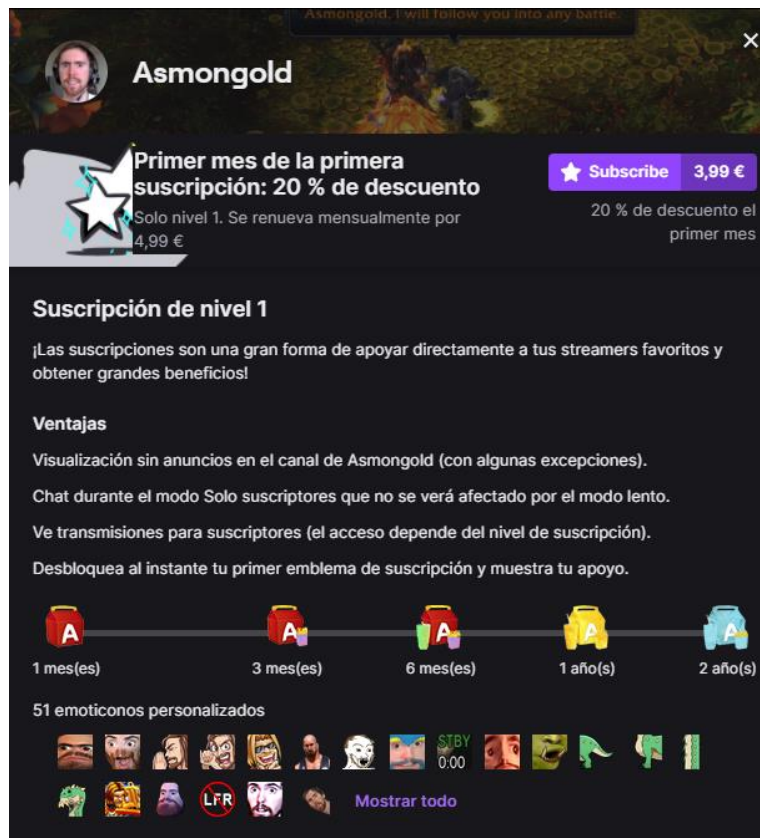 Asmongold, I will follow you into any battle.
Asmongold
Primer mes de la primera
suscripción: 20 % de descuento
Solo nivel 1. Se renueva mensualmente por
4,99 €
Subscribe 3,99 €
20 % de descuento el
primer mes
Suscripción de nivel 1
¡Las suscripciones son una gran forma de apoyar directamente a tus streamers favoritos y
obtener grandes beneficios!
Ventajas
Visualización sin anuncios en el canal de Asmongold (con algunas excepciones).
Chat durante el modo Solo suscriptores que no se verá afectado por el modo lento.
Ve transmisiones para suscriptores (el acceso depende del nivel de suscripción).
Desbloquea al instante tu primer emblema de suscripción y muestra tu apoyo.
A A A A A
1 mes(es) 3 mes(es) 6 mes(es) 1 año(s) 2 año(s)
51 emoticonos personalizados
STBY
0:00
LFR
Mostrar todo